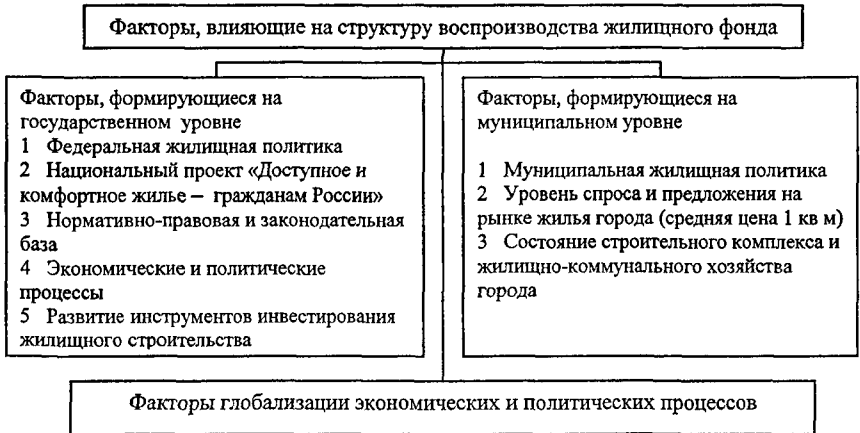 Факторы, влияющие на структуру воспроизводства жилищного фонда
Факторы, формирующиеся на
государственном уровне
1 Федеральная жилищная политика
2 Национальный проект «Доступное и
комфортное жилье – гражданам России»
3 Нормативно-правовая и законодательная
база
4 Экономические и политические
процессы
5 Развитие инструментов инвестирования
жилищного строительства
Факторы, формирующиеся на
муниципальном уровне
1 Муниципальная жилищная политика
2 Уровень спроса и предложения на
рынке жилья города (средняя цена 1 кв м)
3 Состояние строительного комплекса и
жилищно-коммунального хозяйства
города
Факторы глобализации экономических и политических процессов